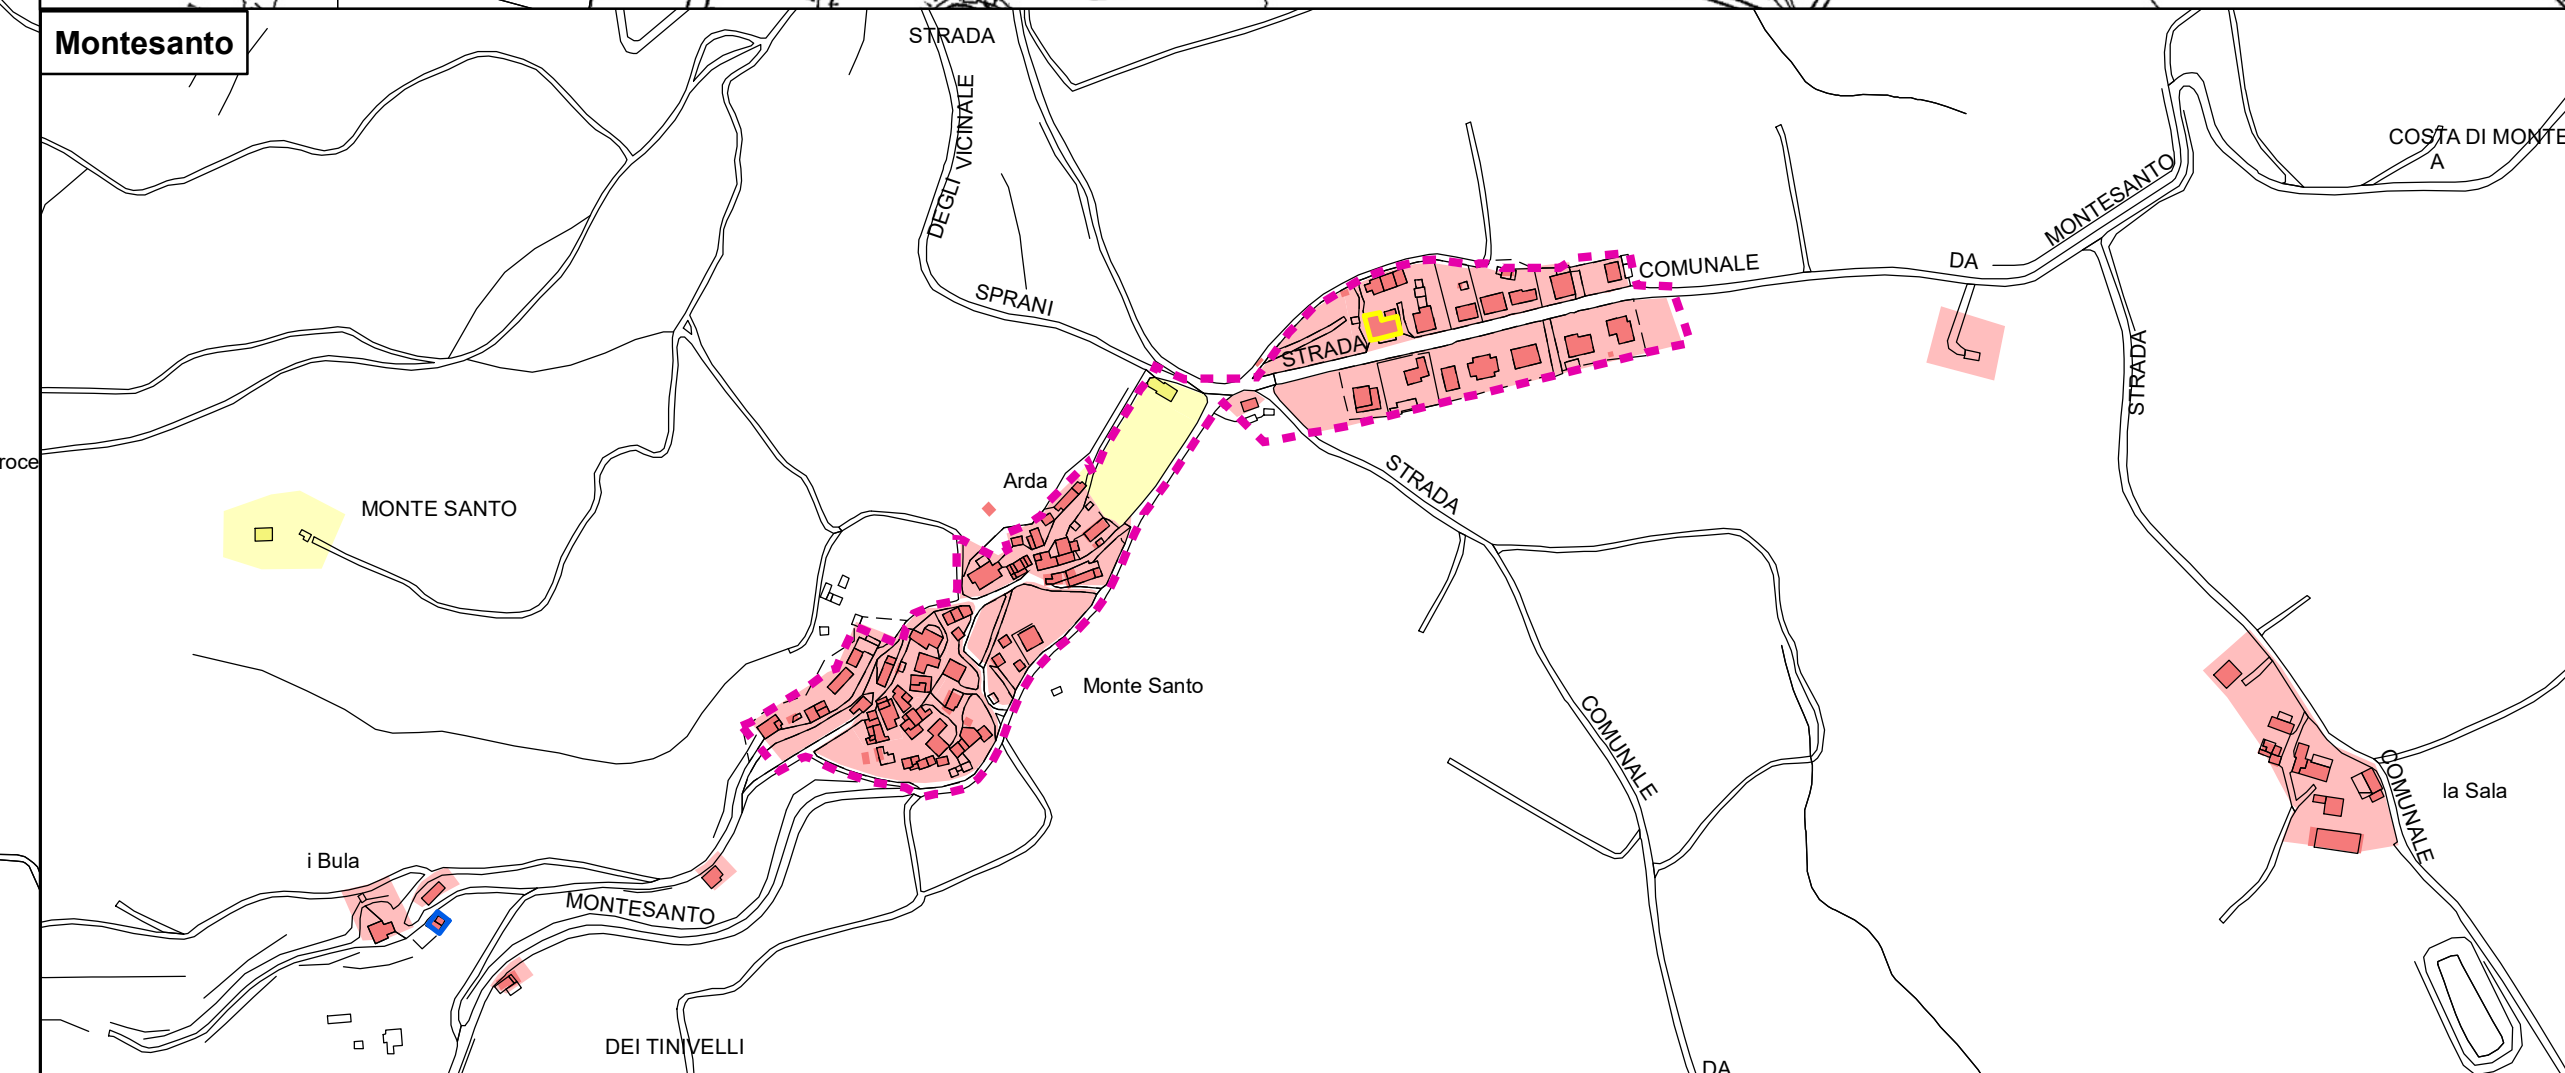 Montesanto
STRADA
VICINALE
DEGLI
SPRANI
COSTA DI MONTE
A
MONTESANTO
DA
COMUNALE
STRADA
STRADA
roce
MONTE SANTO
Arda
STRADA
Monte Santo
COMUNALE
COMUNALE
la Sala
i Bula
MONTESANTO
DEI TINIVELLI
DA